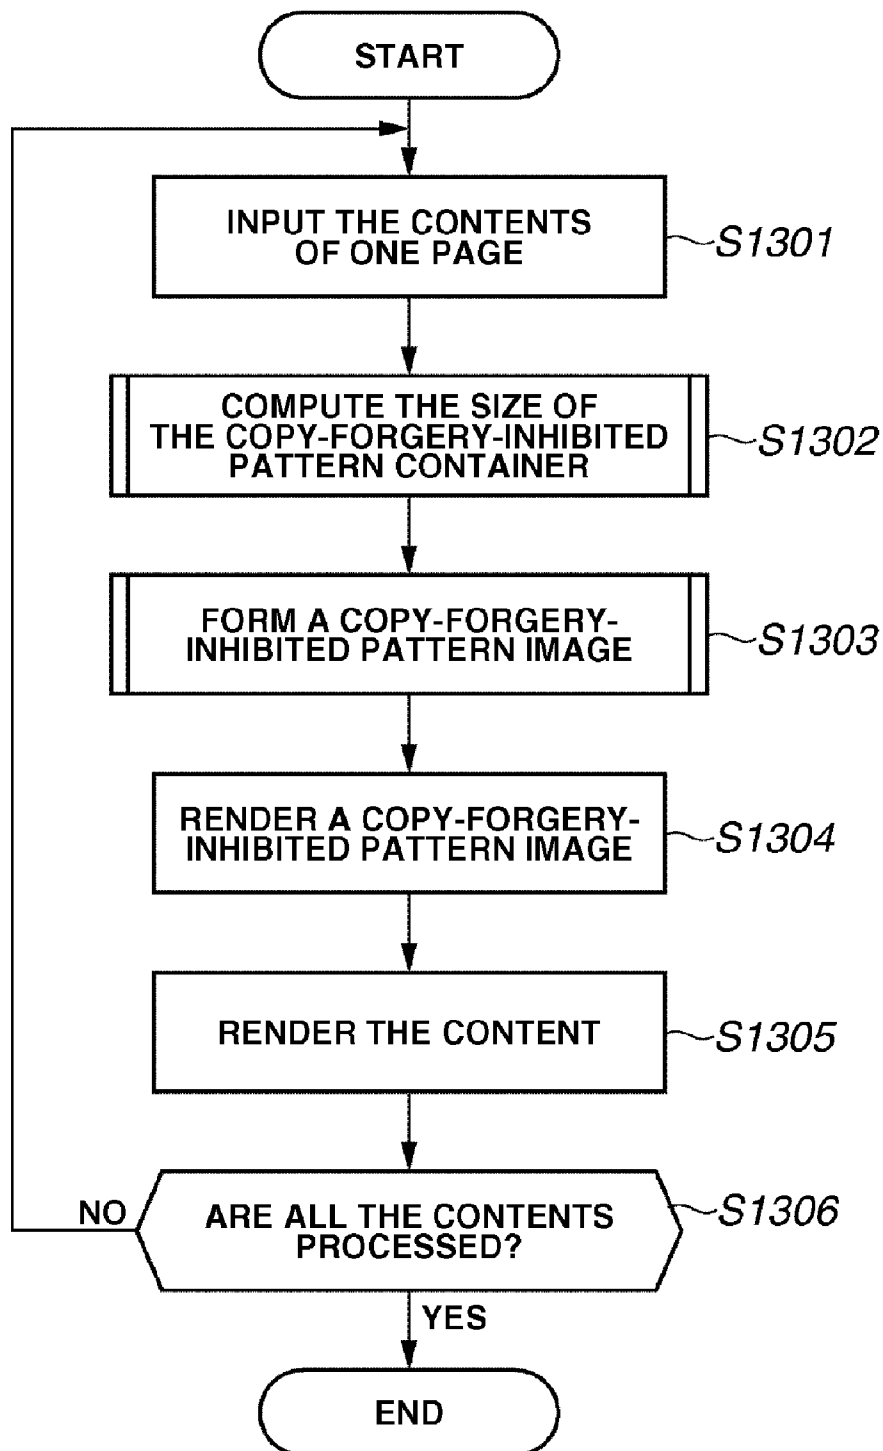 START
INPUT THE CONTENTS
OF ONE PAGE
S1301
COMPUTE THE SIZE OF
THE COPY-FORGERY-INHIBITED
PATTERN CONTAINER
S1302
FORM A COPY-FORGERY-
INHIBITED PATTERN IMAGE
S1303
RENDER A COPY-FORGERY-
INHIBITED PATTERN IMAGE
S1304
RENDER THE CONTENT
S1305
NO
ARE ALL THE CONTENTS
PROCESSED?
S1306
YES
END